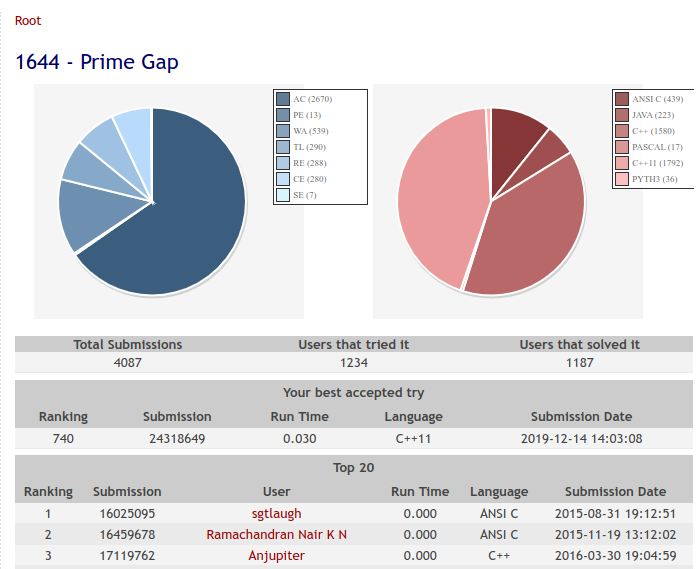 Root
1644 - Prime Gap
AC (2670)
PE (13)
WA (539)
TL (290)
RE (288)
CE (280)
SE (7)
ANSI C (439)
JAVA (223)
C++ (1580)
PASCAL (17)
C++11 (1792)
PYTH3 (36)
Total Submissions Users that tried it Users that solved it
4087 1234 1187
Your best accepted try
Ranking Submission Run Time Language Submission Date
740 24318649 0.030 C++11 2019-12-14 14:03:08
Top 20
Ranking Submission User Run Time Language Submission Date
1 16025095 sgtlaugh 0.000 ANSI C 2015-08-31 19:12:51
2 16459678 Ramachandran Nair K N 0.000 ANSI C 2015-11-19 13:12:02
3 17119762 Anjupiter 0.000 C++ 2016-03-30 19:04:59